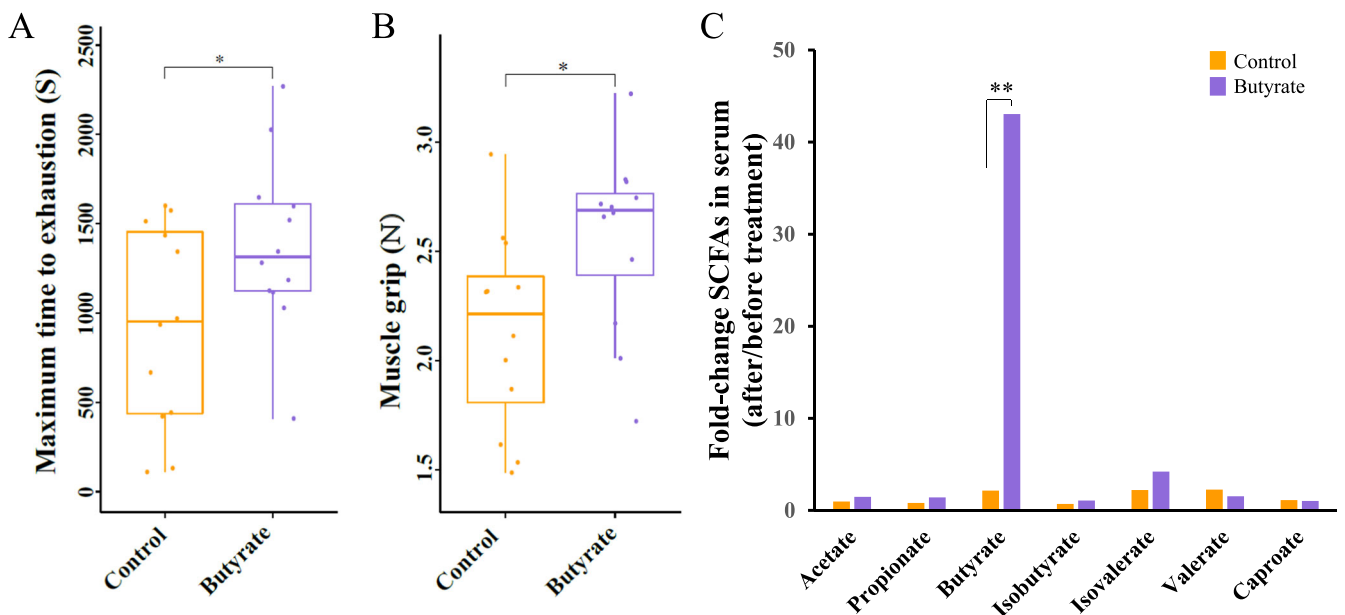 A
Maximum time to exhaustion (S)
2500
2000
1500
1000
500
0
*
Control
Butyrate
B
Muscle grip (N)
3.0
2.5
2.0
1.5
*
Control
Butyrate
C
Fold-change SCFAs in serum
(after/before treatment)
50
40
30
20
10
0
**
Control
Butyrate
Acetate
Propionate
Butyrate
Isobutyrate
Isovalerate
Valerate
Caproate